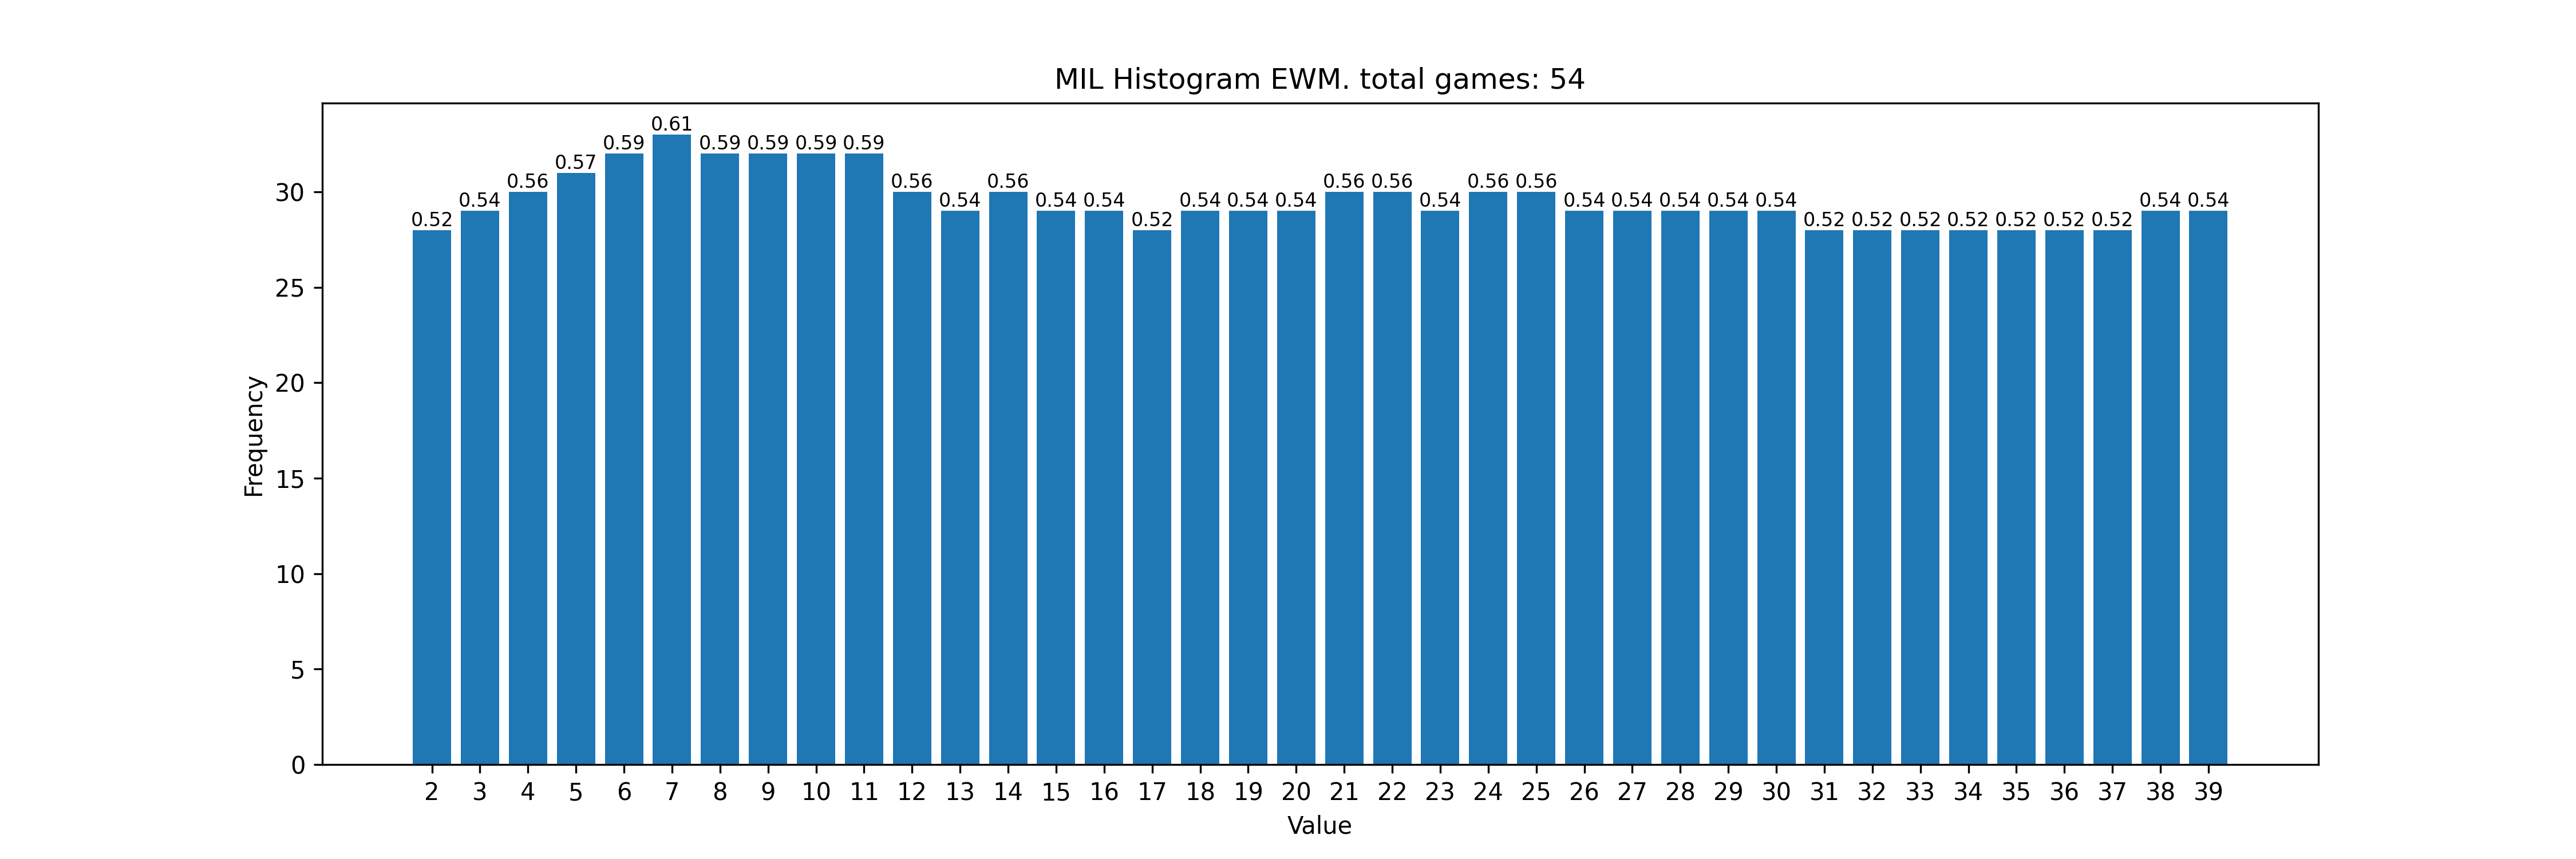 MIL Histogram EWM. total games: 54
0.52 0.54 0.56 0.57 0.59 0.61 0.59 0.59 0.59 0.59 0.56 0.54 0.56 0.54 0.54 0.52 0.54 0.54 0.54 0.56 0.56 0.54 0.56 0.56 0.54 0.54 0.54 0.54 0.54 0.52 0.52 0.52 0.52 0.52 0.52 0.52 0.54 0.54
Frequency
30
25
20
15
10
5
0
2 3 4 5 6 7 8 9 10 11 12 13 14 15 16 17 18 19 20 21 22 23 24 25 26 27 28 29 30 31 32 33 34 35 36 37 38 39
Value